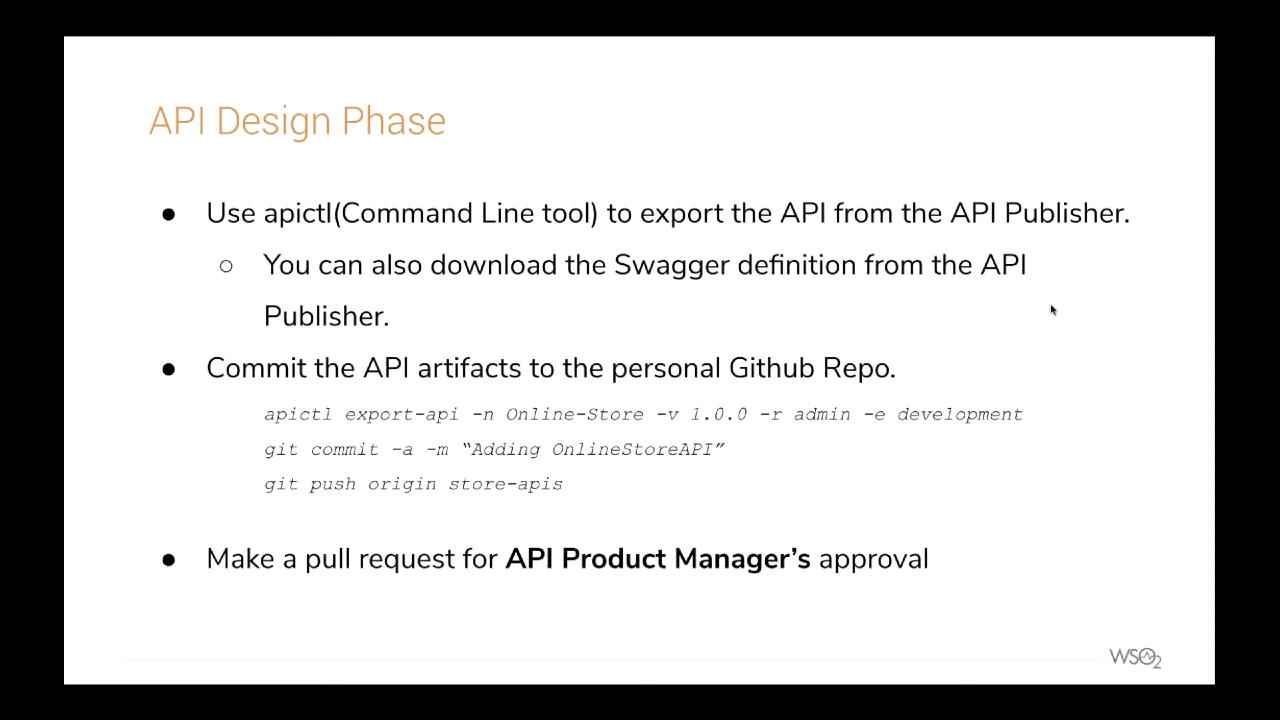 API Design Phase
● Use apictl(Command Line tool) to export the API from the API Publisher.
○ You can also download the Swagger definition from the API
Publisher.
● Commit the API artifacts to the personal Github Repo.
apictl export-api -n Online-Store -v 1.0.0 -r admin -e development
git commit -a -m “Adding OnlineStoreAPI”
git push origin store-apis
● Make a pull request for API Product Manager’s approval
WSO2